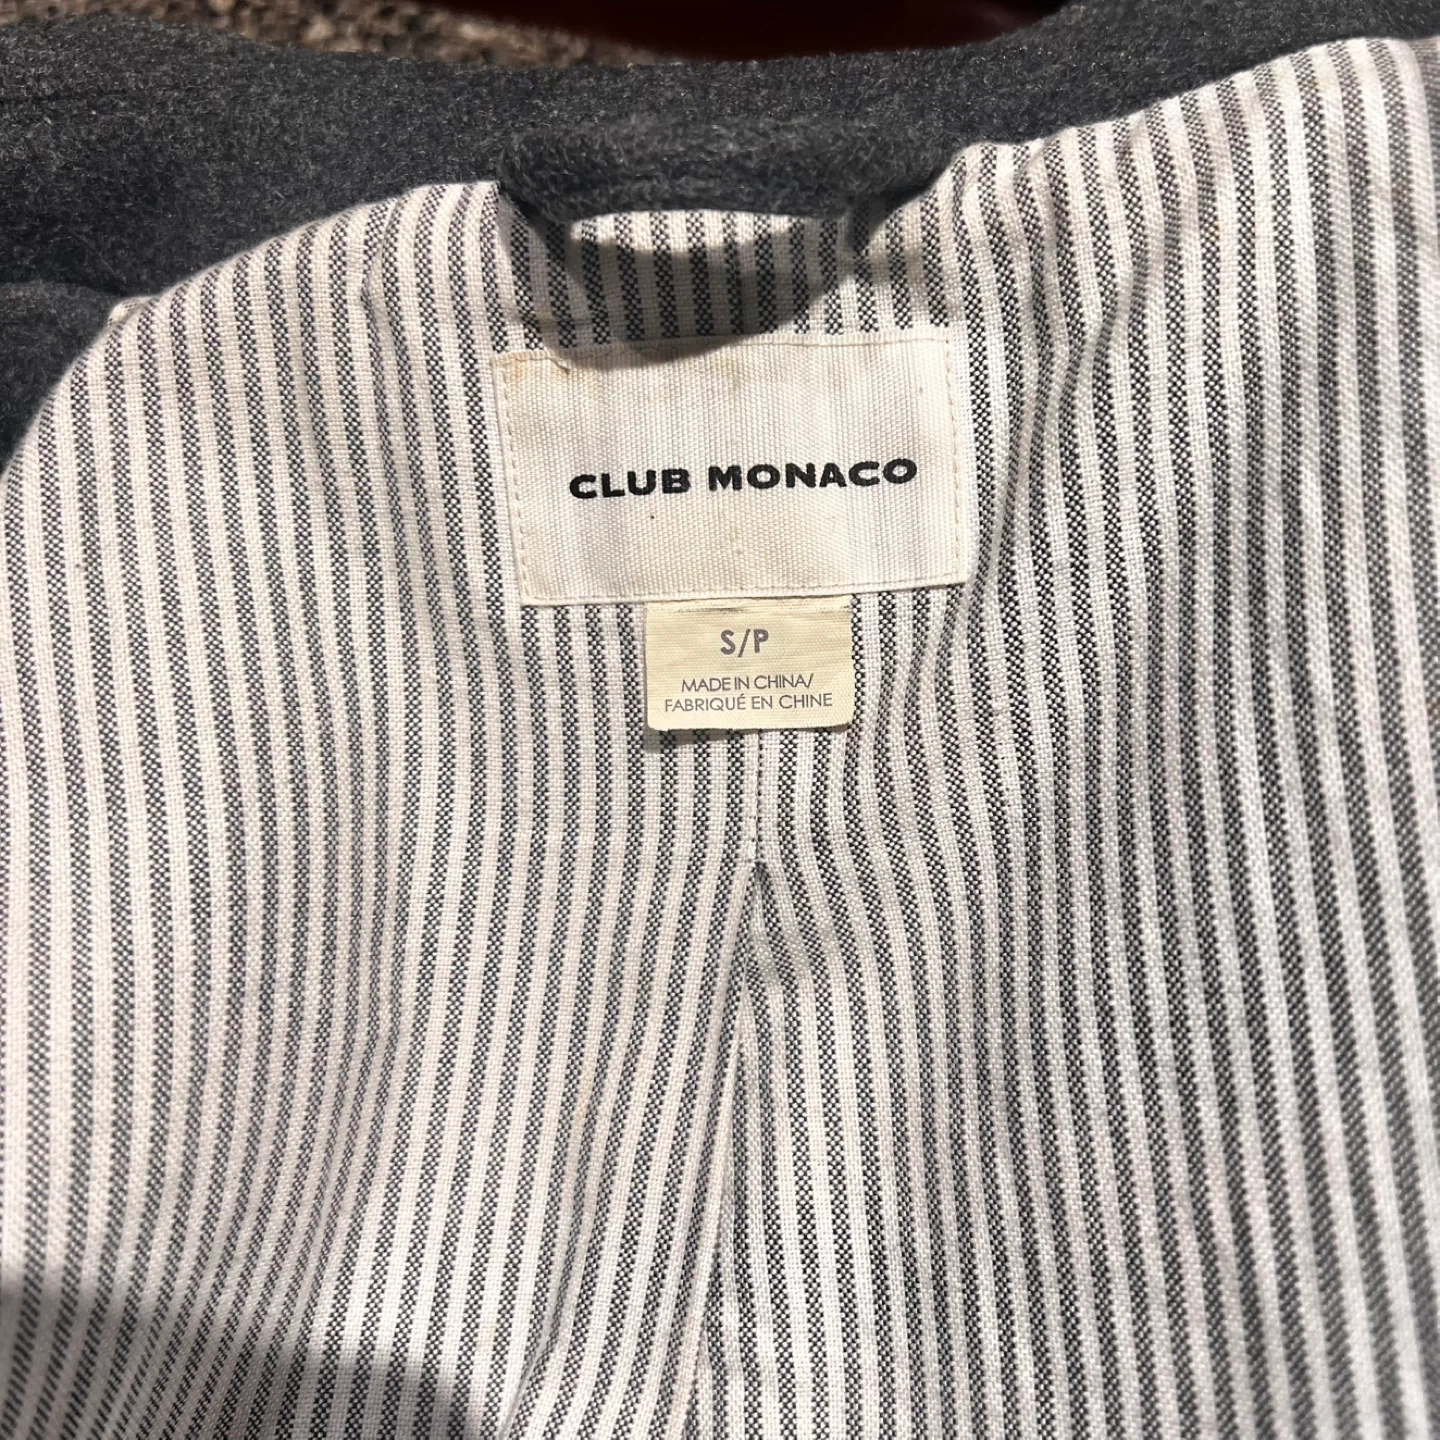 CLUB MONACO
S/P
MADE IN CHINA/
FABRIQUÉ EN CHINE